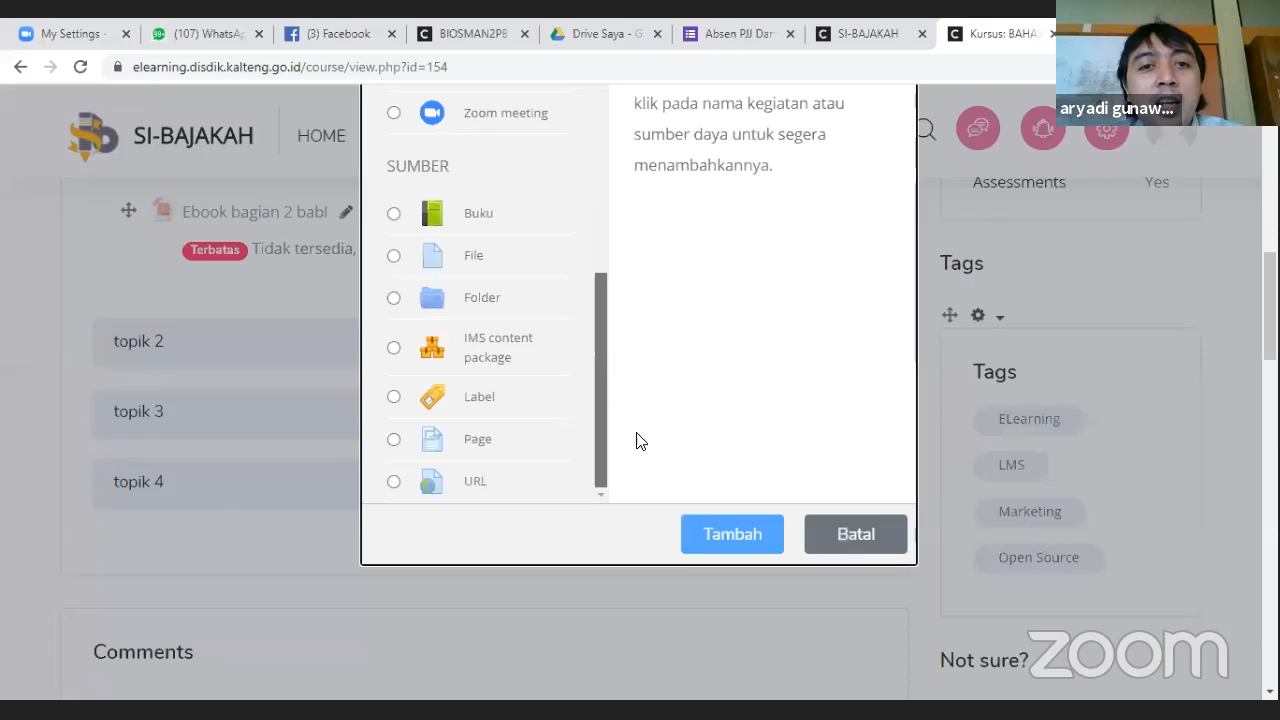 My Settings -
(107) WhatsAp
(3) Facebook
BIOSMAN2PB
Drive Saya - G
Absen PJJ Dar
SI-BAJAKAH
Kursus: BAHAS
elearning.disdik.kalteng.go.id/course/view.php?id=154
aryadi gunaw...
SI-BAJAKAH
HOME
Zoom meeting
klik pada nama kegiatan atau
sumber daya untuk segera
menambahkannya.
SUMBER
Buku
File
Folder
IMS content
package
Label
Page
URL
Tambah
Batal
Ebook bagian 2 babI
Terbatas Tidak tersedia,
topik 2
topik 3
topik 4
Comments
Assessments Yes
Tags
Tags
ELearning
LMS
Marketing
Open Source
Not sure?
zoom